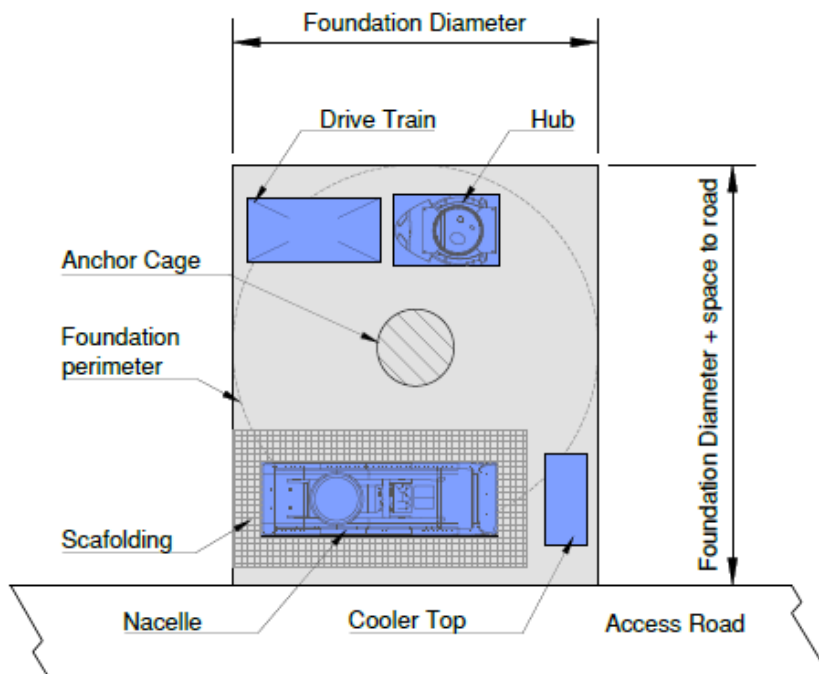 Foundation Diameter
Drive Train
Hub
Anchor Cage
Foundation
perimeter
Foundation Diameter + space to road
Scafolding
Nacelle
Cooler Top
Access Road